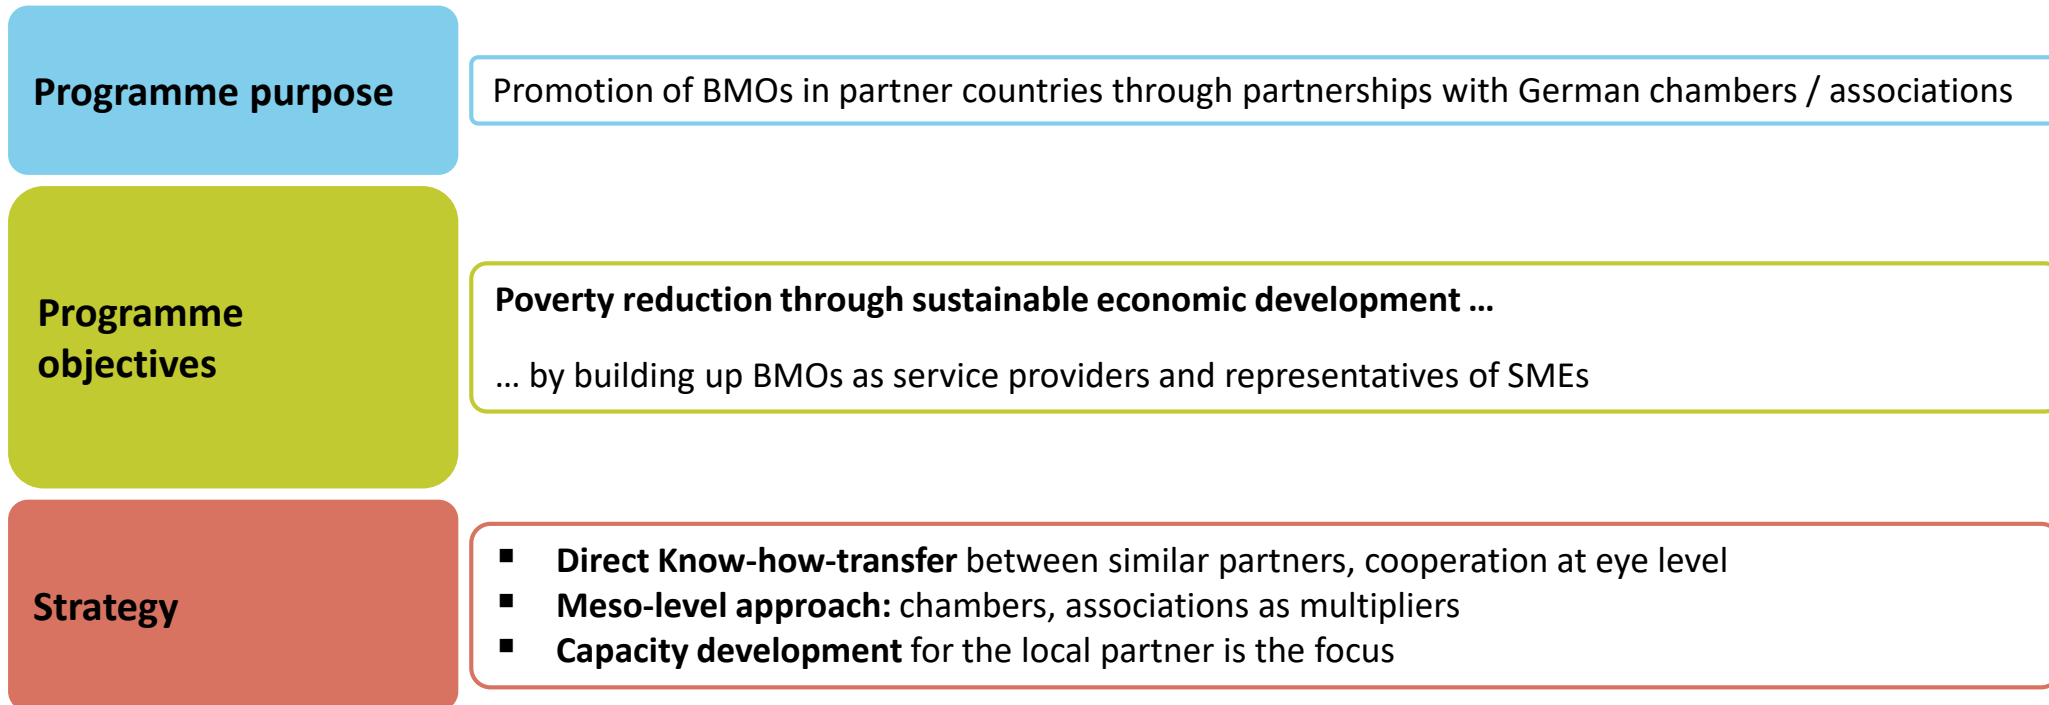 Programme purpose
Promotion of BMOs in partner countries through partnerships with German chambers / associations
Programme
objectives
Poverty reduction through sustainable economic development …
… by building up BMOs as service providers and representatives of SMEs
Strategy
▪ Direct Know-how-transfer between similar partners, cooperation at eye level
▪ Meso-level approach: chambers, associations as multipliers
▪ Capacity development for the local partner is the focus